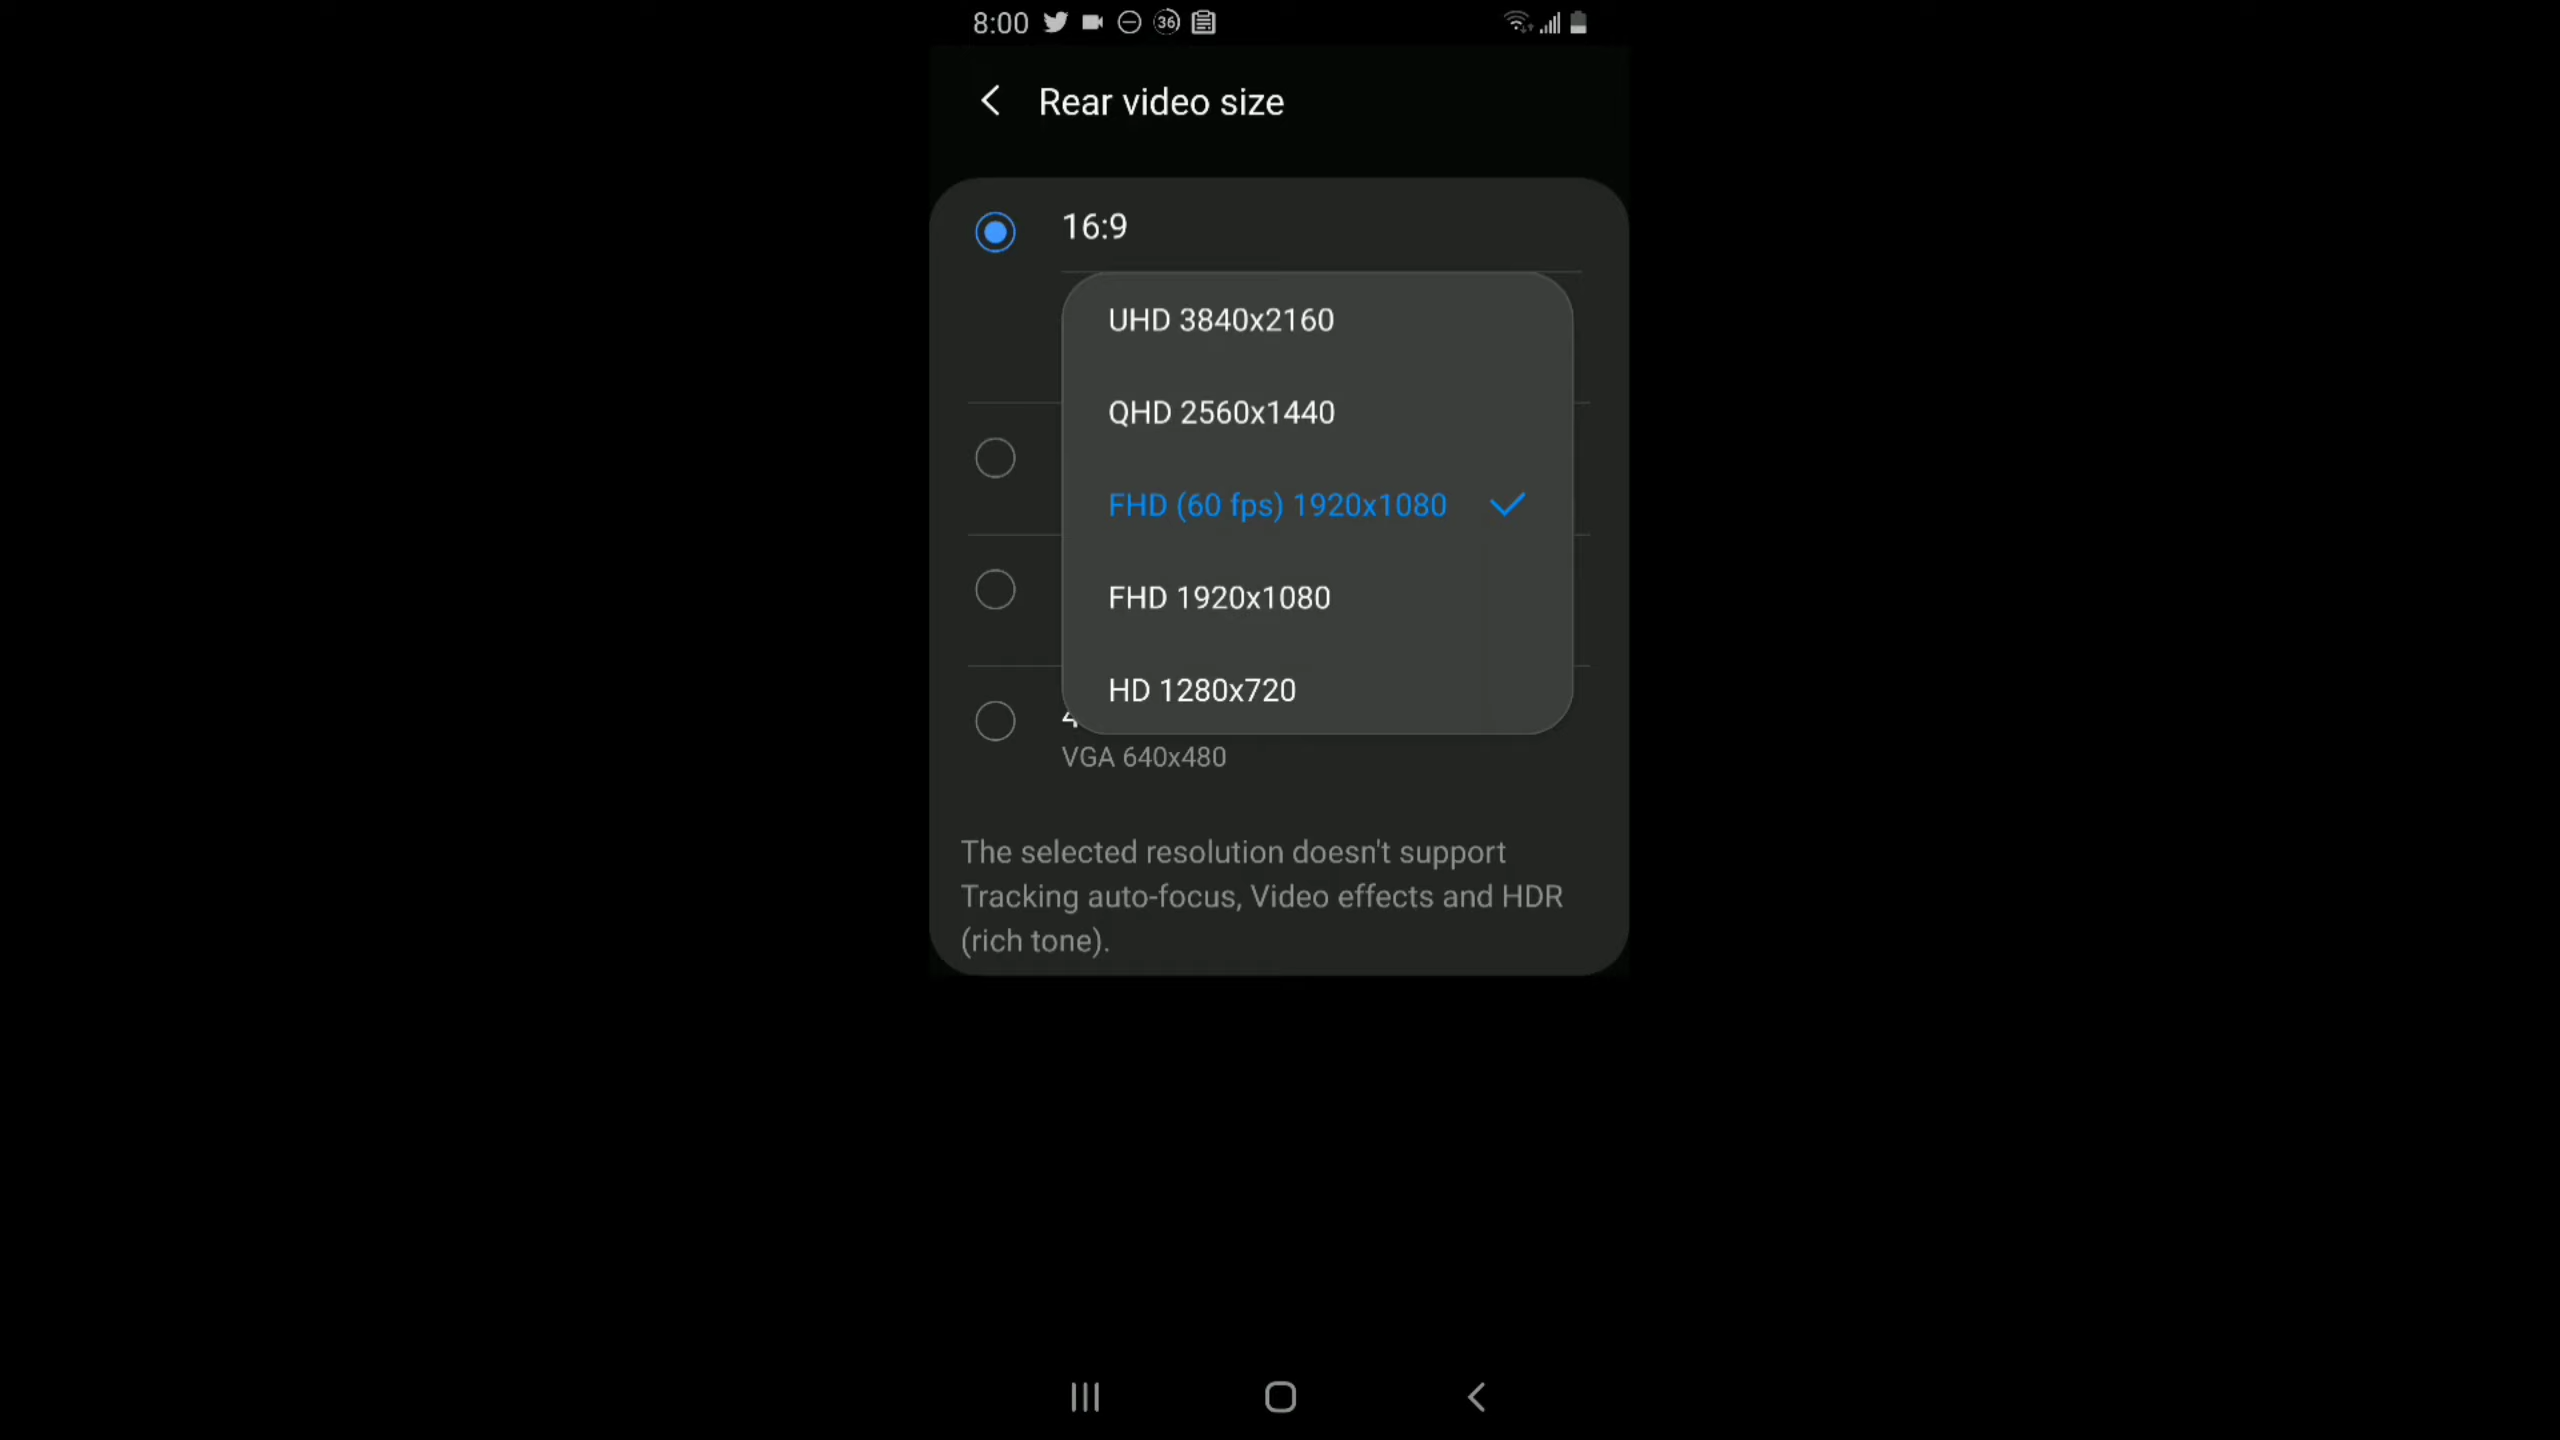 8:00 36
Rear video size
16:9
UHD 3840x2160
QHD 2560x1440
FHD (60 fps) 1920x1080
FHD 1920x1080
HD 1280x720
VGA 640x480
The selected resolution doesn't support
Tracking auto-focus, Video effects and HDR
(rich tone).